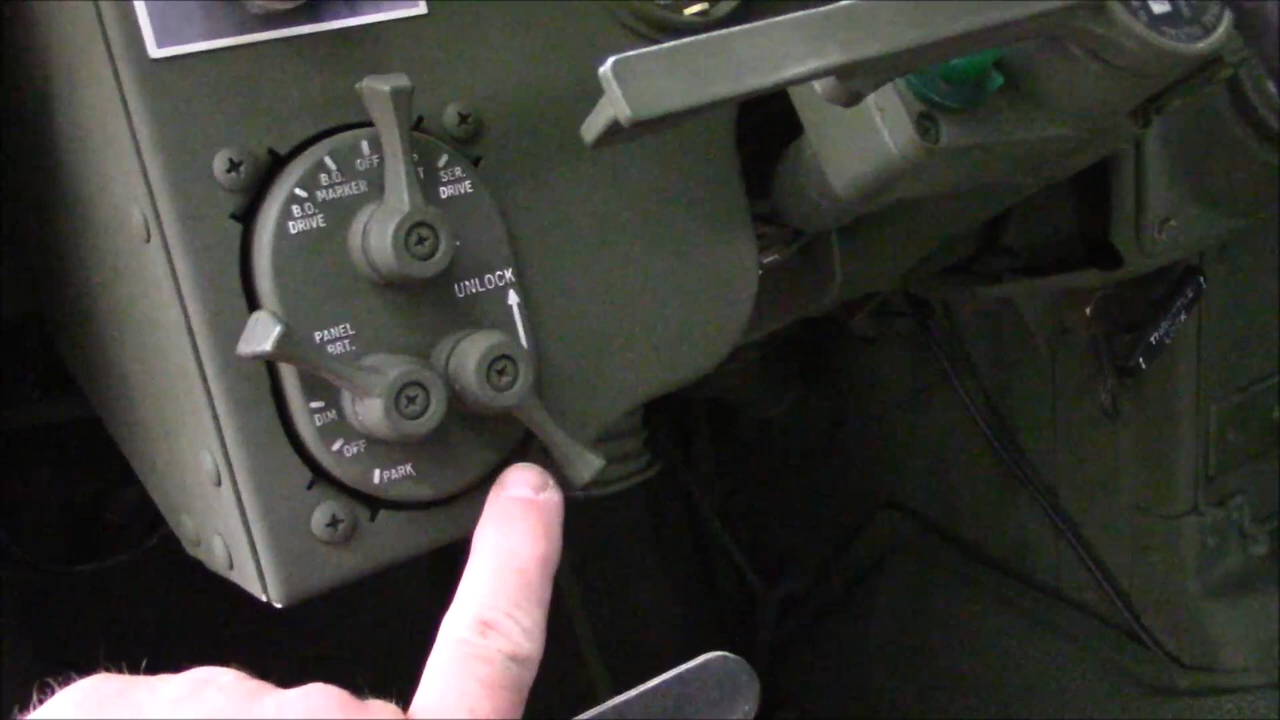 OFF
B.O.
MARKER
SER.
DRIVE
B.O.
DRIVE
UNLOCK
PANEL
BRT.
DIM
OFF
PARK